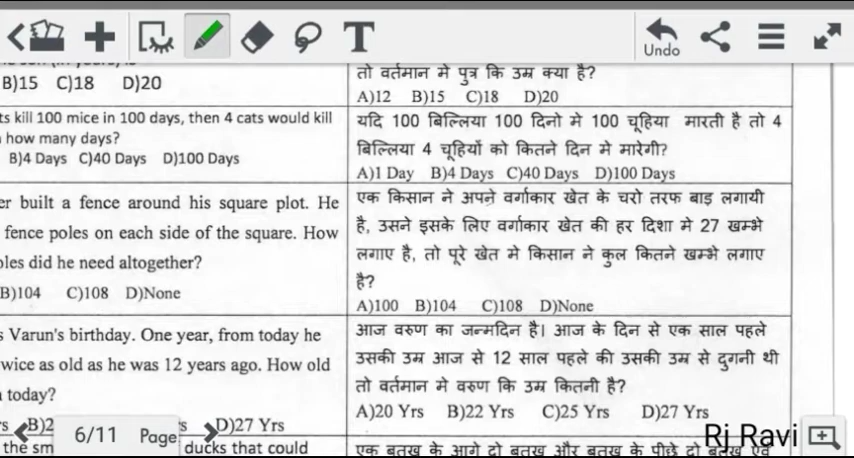 Undo
B)15 C)18 D)20
ts kill 100 mice in 100 days, then 4 cats would kill
how many days?
B)4 Days C)40 Days D)100 Days
er built a fence around his square plot. He
fence poles on each side of the square. How
oles did he need altogether?
B)104 C)108 D)None
s Varun's birthday. One year, from today he
wice as old as he was 12 years ago. How old
today?
D)27 Yrs
the sm
ducks that could
तो वर्तमान मे पुत्र कि उम्र क्या है?
A)12 B)15 C)18 D)20
यदि 100 बिल्लिया 100 दिनो मे 100 चूहिया मारती है तो 4
बिल्लिया 4 चूहियों को कितने दिन मे मारेगी?
A)1 Day B)4 Days C)40 Days D)100 Days
एक किसान ने अपने वर्गाकार खेत के चरो तरफ बाड़ लगायी
है, उसने इसके लिए वर्गाकार खेत की हर दिशा मे 27 खम्भे
लगाए है, तो पूरे खेत मे किसान ने कुल कितने खम्भे लगाए
है?
A)100 B)104 C)108 D)None
आज वरुण का जन्मदिन है। आज के दिन से एक साल पहले
उसकी उम्र आज से 12 साल पहले की उसकी उम्र से दुगनी थी
तो वर्तमान मे वरुण कि उम्र कितनी है?
A)20 Yrs B)22 Yrs C)25 Yrs D)27 Yrs
एक बतख के आगे दो बतख और बतख के पीछे दो बतख एवं
6/11 Page
Rj Ravi